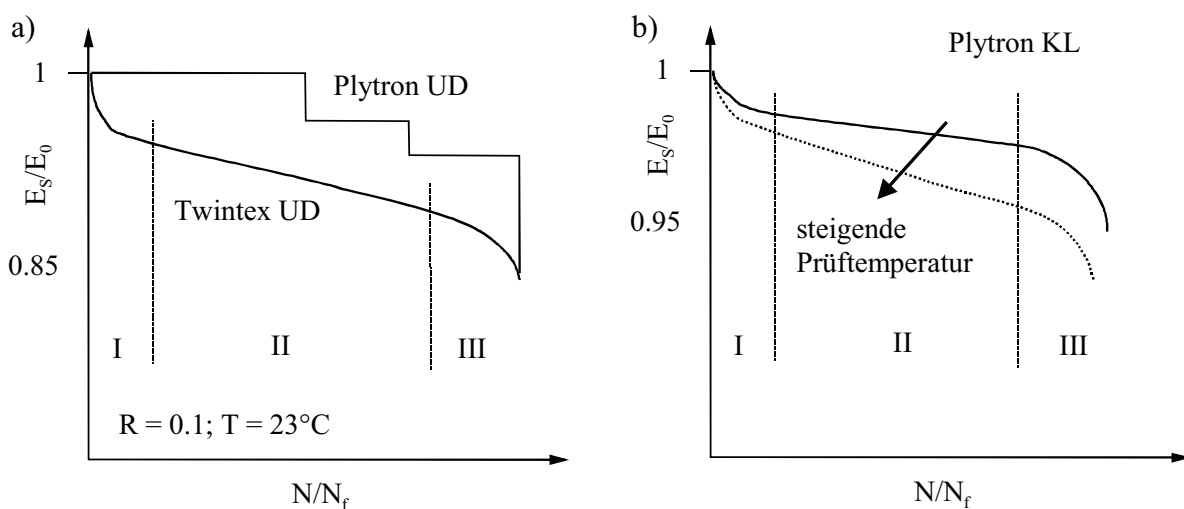 a)
1
Plytron UD
E_S/E_0
Twintex UD
0.85
I
II
III
R = 0.1; T = 23°C
N/N_f
b)
Plytron KL
1
E_S/E_0
0.95
steigende
Prüftemperatur
I
II
III
N/N_f